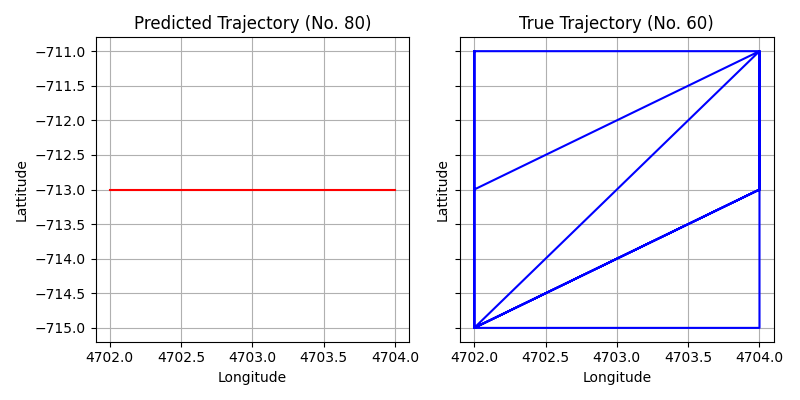 Predicted Trajectory (No. 80)
Lattitude
−711.0
−711.5
−712.0
−712.5
−713.0
−713.5
−714.0
−714.5
−715.0
4702.0 4702.5 4703.0 4703.5 4704.0
Longitude
True Trajectory (No. 60)
Lattitude
4702.0 4702.5 4703.0 4703.5 4704.0
Longitude